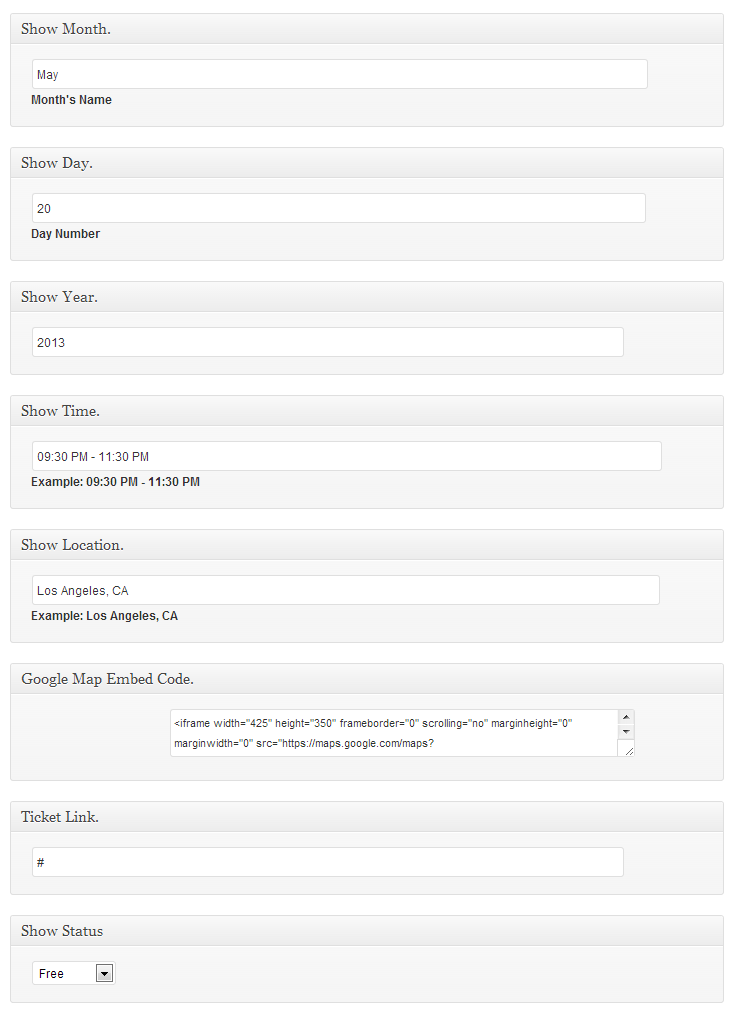 Show Month.
May
Month's Name
Show Day.
20
Day Number
Show Year.
2013
Show Time.
09:30 PM - 11:30 PM
Example: 09:30 PM - 11:30 PM
Show Location.
Los Angeles, CA
Example: Los Angeles, CA
Google Map Embed Code.
<iframe width="425" height="350" frameborder="0" scrolling="no" marginheight="0"
marginwidth="0" src="https://maps.google.com/maps?
Ticket Link.
#
Show Status
Free